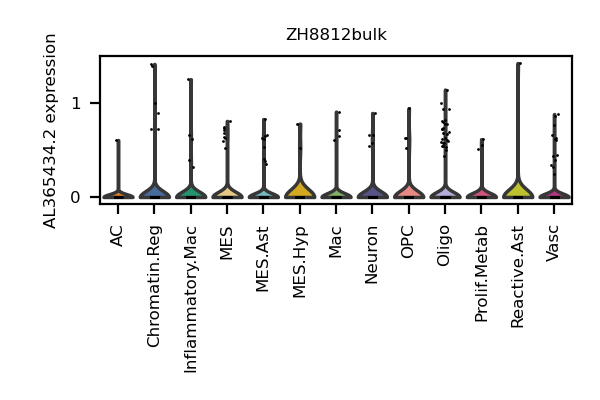 ZH8812bulk
AL365434.2 expression
1
0
AC
Chromatin.Reg
Inflammatory.Mac
MES
MES.Ast
MES.Hyp
Mac
Neuron
OPC
Oligo
Prolif.Metab
Reactive.Ast
Vasc